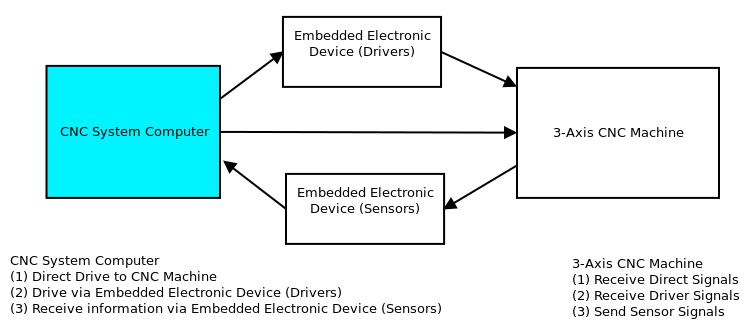 Embedded Electronic
Device (Drivers)
CNC System Computer
3-Axis CNC Machine
Embedded Electronic
Device (Sensors)
CNC System Computer
(1) Direct Drive to CNC Machine
(2) Drive via Embedded Electronic Device (Drivers)
(3) Receive information via Embedded Electronic Device (Sensors)
3-Axis CNC Machine
(1) Receive Direct Signals
(2) Receive Driver Signals
(3) Send Sensor Signals